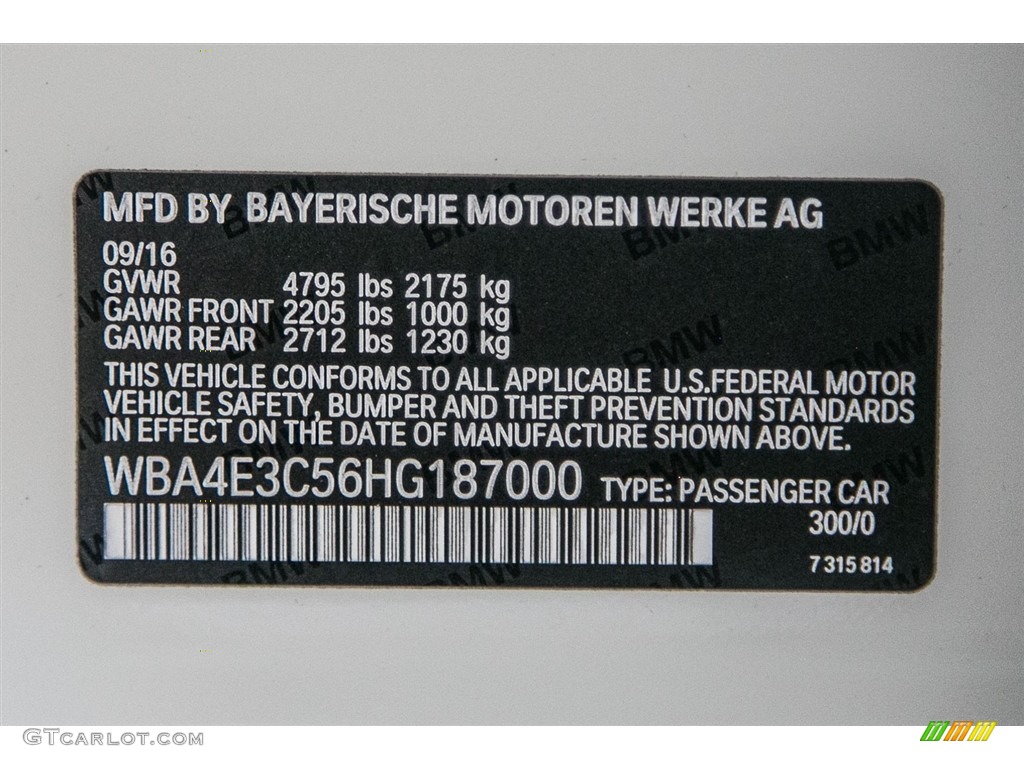 MFD BY BAYERISCHE MOTOREN WERKE AG
09/16
GVWR 4795 lbs 2175 kg
GAWR FRONT 2205 lbs 1000 kg
GAWR REAR 2712 lbs 1230 kg
THIS VEHICLE CONFORMS TO ALL APPLICABLE U.S.FEDERAL MOTOR
VEHICLE SAFETY, BUMPER AND THEFT PREVENTION STANDARDS
IN EFFECT ON THE DATE OF MANUFACTURE SHOWN ABOVE.
WBA4E3C56HG187000 TYPE: PASSENGER CAR
300/0
7 315 814
GTCARLOT.COM